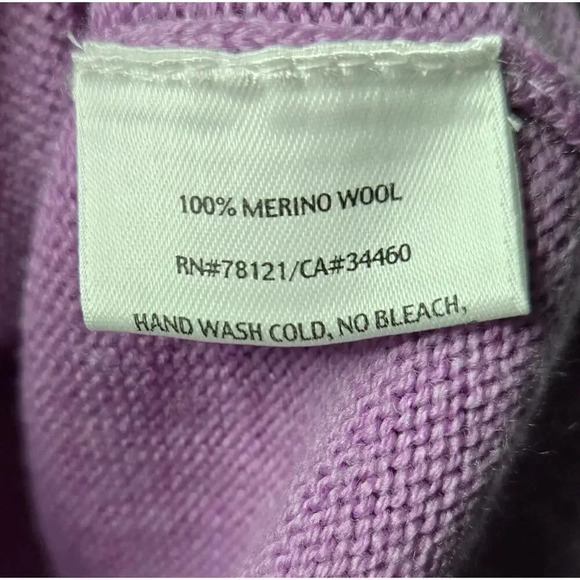 100% MERINO WOOL
RN#78121/CA#34460
HAND WASH COLD, NO BLEACH,